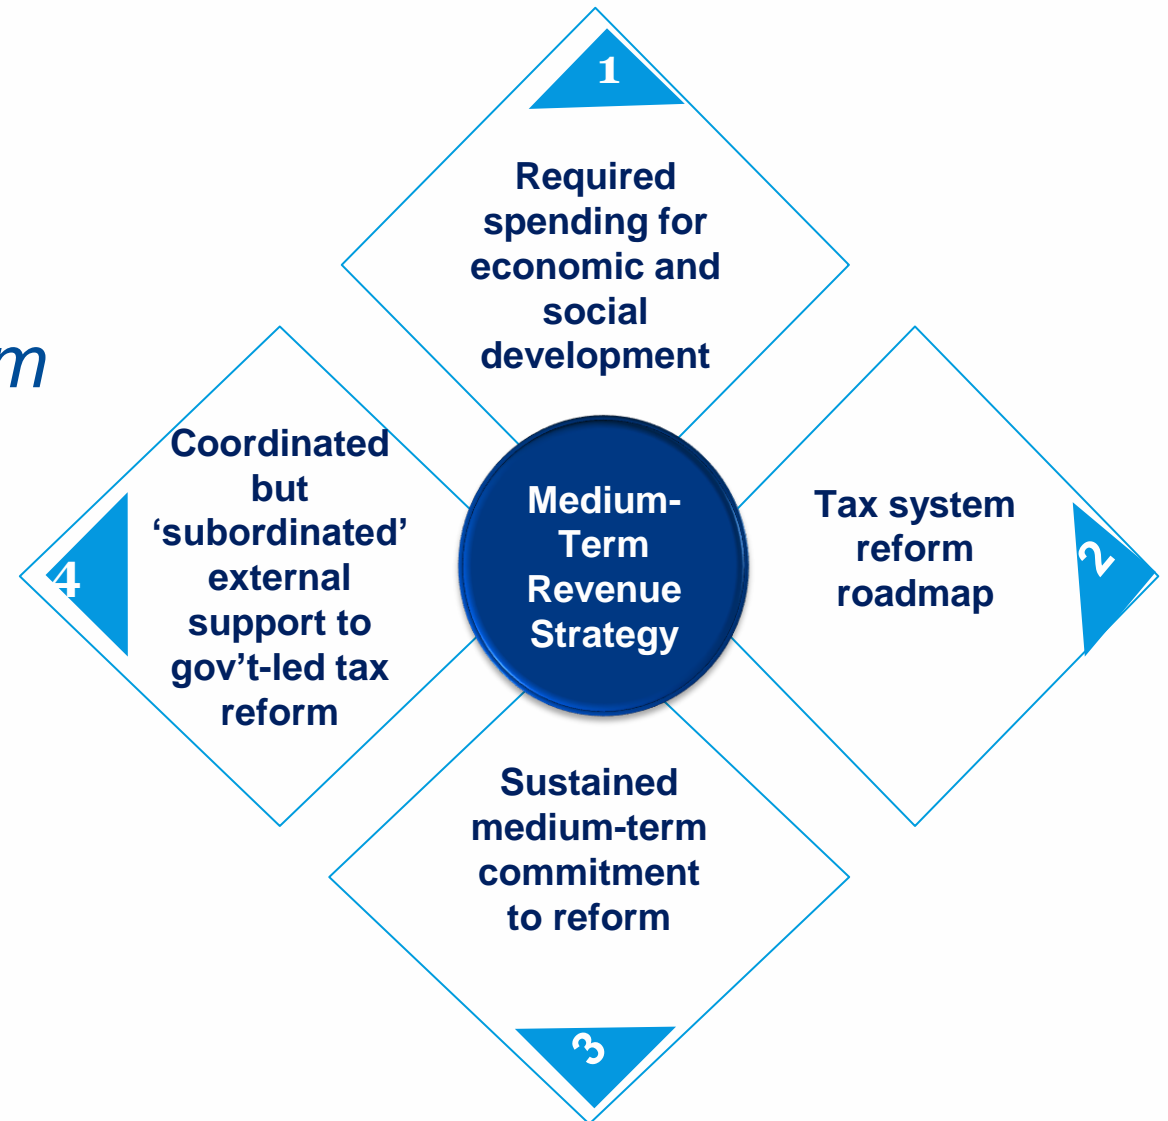 1
Required
spending for
economic and
social
development
m
Coordinated
but
‘subordinated’
external
support to
gov’t-led tax
reform
4
Medium-
Term
Revenue
Strategy
Tax system
reform
roadmap
2
Sustained
medium-term
commitment
to reform
3